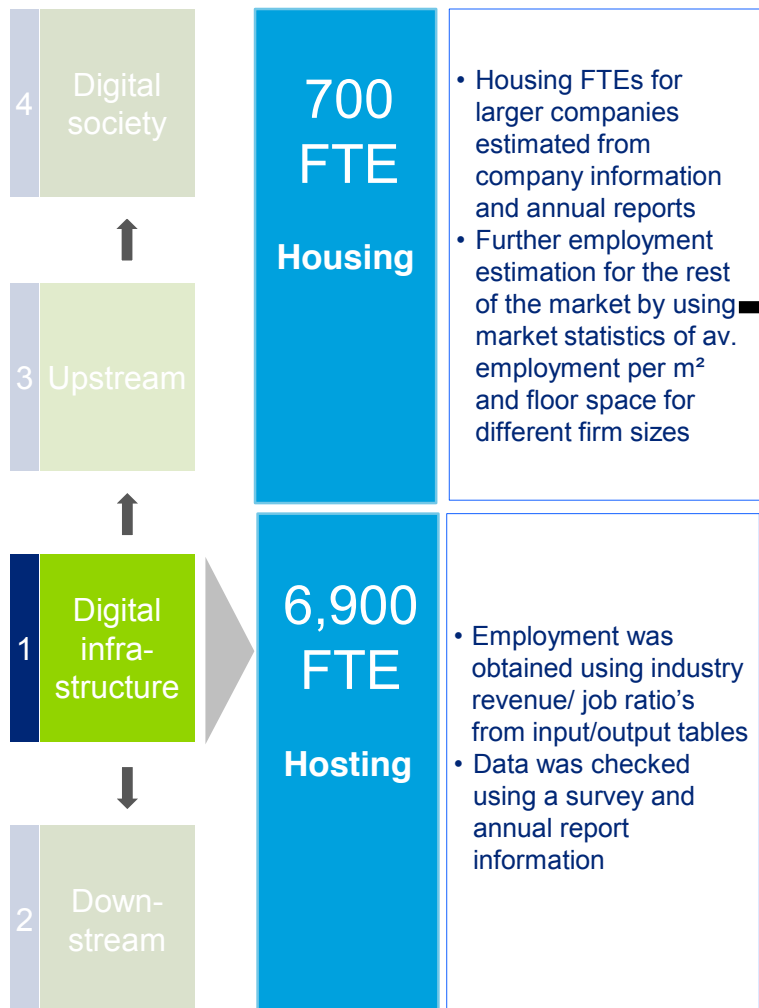 4
Digital
society
3
Upstream
1
Digital
infra-
structure
2
Down-
stream
700
FTE
Housing
• Housing FTEs for
larger companies
estimated from
company information
and annual reports
• Further employment
estimation for the rest
of the market by using
market statistics of av.
employment per m²
and floor space for
different firm sizes
6,900
FTE
Hosting
• Employment was
obtained using industry
revenue/ job ratio’s
from input/output tables
• Data was checked
using a survey and
annual report
information